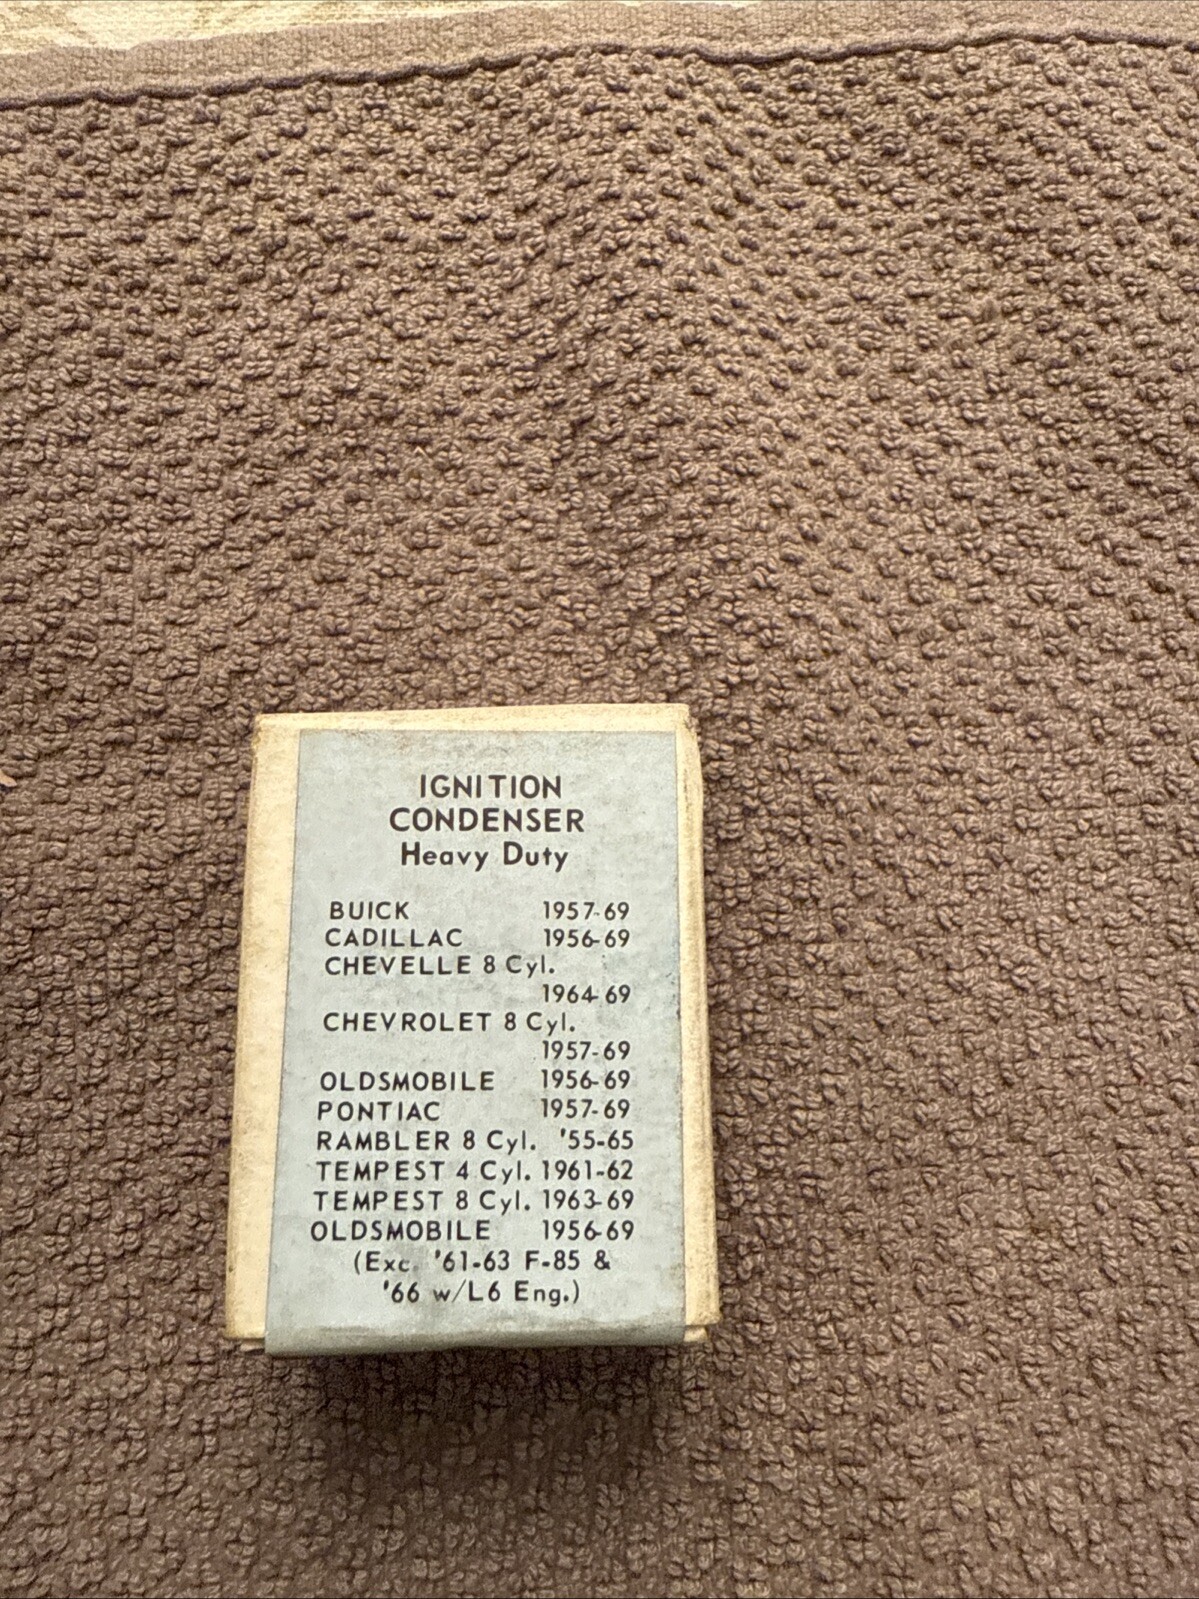 IGNITION
CONDENSER
Heavy Duty
BUICK 1957-69
CADILLAC 1956-69
CHEVELLE 8 Cyl.
1964-69
CHEVROLET 8 Cyl.
1957-69
OLDSMOBILE 1956-69
PONTIAC 1957-69
RAMBLER 8 Cyl. '55-65
TEMPEST 4 Cyl. 1961-62
TEMPEST 8 Cyl. 1963-69
OLDSMOBILE 1956-69
(Exc. '61-63 F-85 &
'66 w/L6 Eng.)